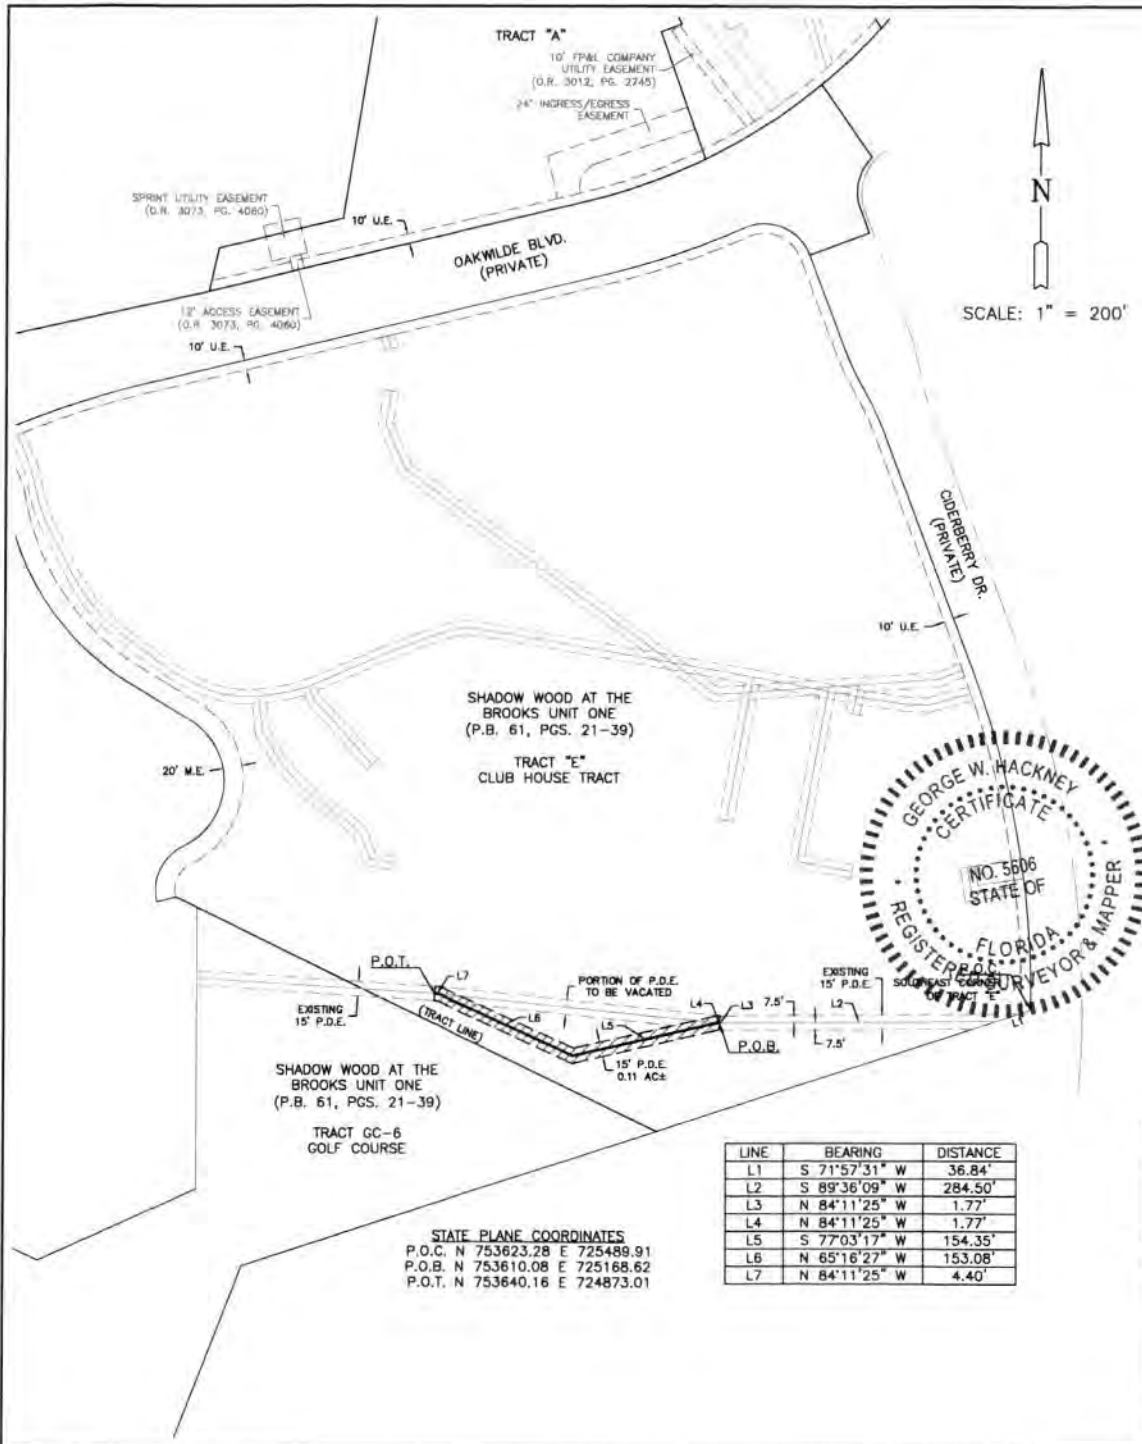 TRACT "A"
10' FP&L COMPANY
UTILITY EASEMENT
(O.R. 3012, PG. 2745)
24' INGRESS/EGRESS
EASEMENT
N
SCALE: 1" = 200'
SPRINT UTILITY EASEMENT
(O.R. 3073, PG. 4060)
10' U.E.
OAKWILDE BLVD.
(PRIVATE)
12' ACCESS EASEMENT
(O.R. 3073, PG. 4060)
10' U.E.
CIDERBERRY DR.
(PRIVATE)
10' U.E.
SHADOW WOOD AT THE
BROOKS UNIT ONE
(P.B. 61, PGS. 21-39)
TRACT "E"
CLUB HOUSE TRACT
20' M.E.
GEORGE W. HACKNEY
CERTIFICATE
NO. 5606
STATE OF
FLORIDA
REGISTERED SURVEYOR & MAPPER
P.O.C.
SOUTHEAST CORNER
OF TRACT "E"
L1
P.O.T.
L7
PORTION OF P.D.E.
TO BE VACATED
EXISTING
15' P.D.E.
L4
L3
7.5'
L2
EXISTING
15' P.D.E.
(TRACT LINE)
L6
L5
P.O.B.
7.5'
15' P.D.E.
0.11 AC±
SHADOW WOOD AT THE
BROOKS UNIT ONE
(P.B. 61, PGS. 21-39)
TRACT GC-6
GOLF COURSE
LINE BEARING DISTANCE
L1 S 71°57'31" W 36.84'
L2 S 89°36'09" W 284.50'
L3 N 84°11'25" W 1.77'
L4 N 84°11'25" W 1.77'
L5 S 77°03'17" W 154.35'
L6 N 65°16'27" W 153.08'
L7 N 84°11'25" W 4.40'
STATE PLANE COORDINATES
P.O.C. N 753623.28 E 725489.91
P.O.B. N 753610.08 E 725168.62
P.O.T. N 753640.16 E 724873.01